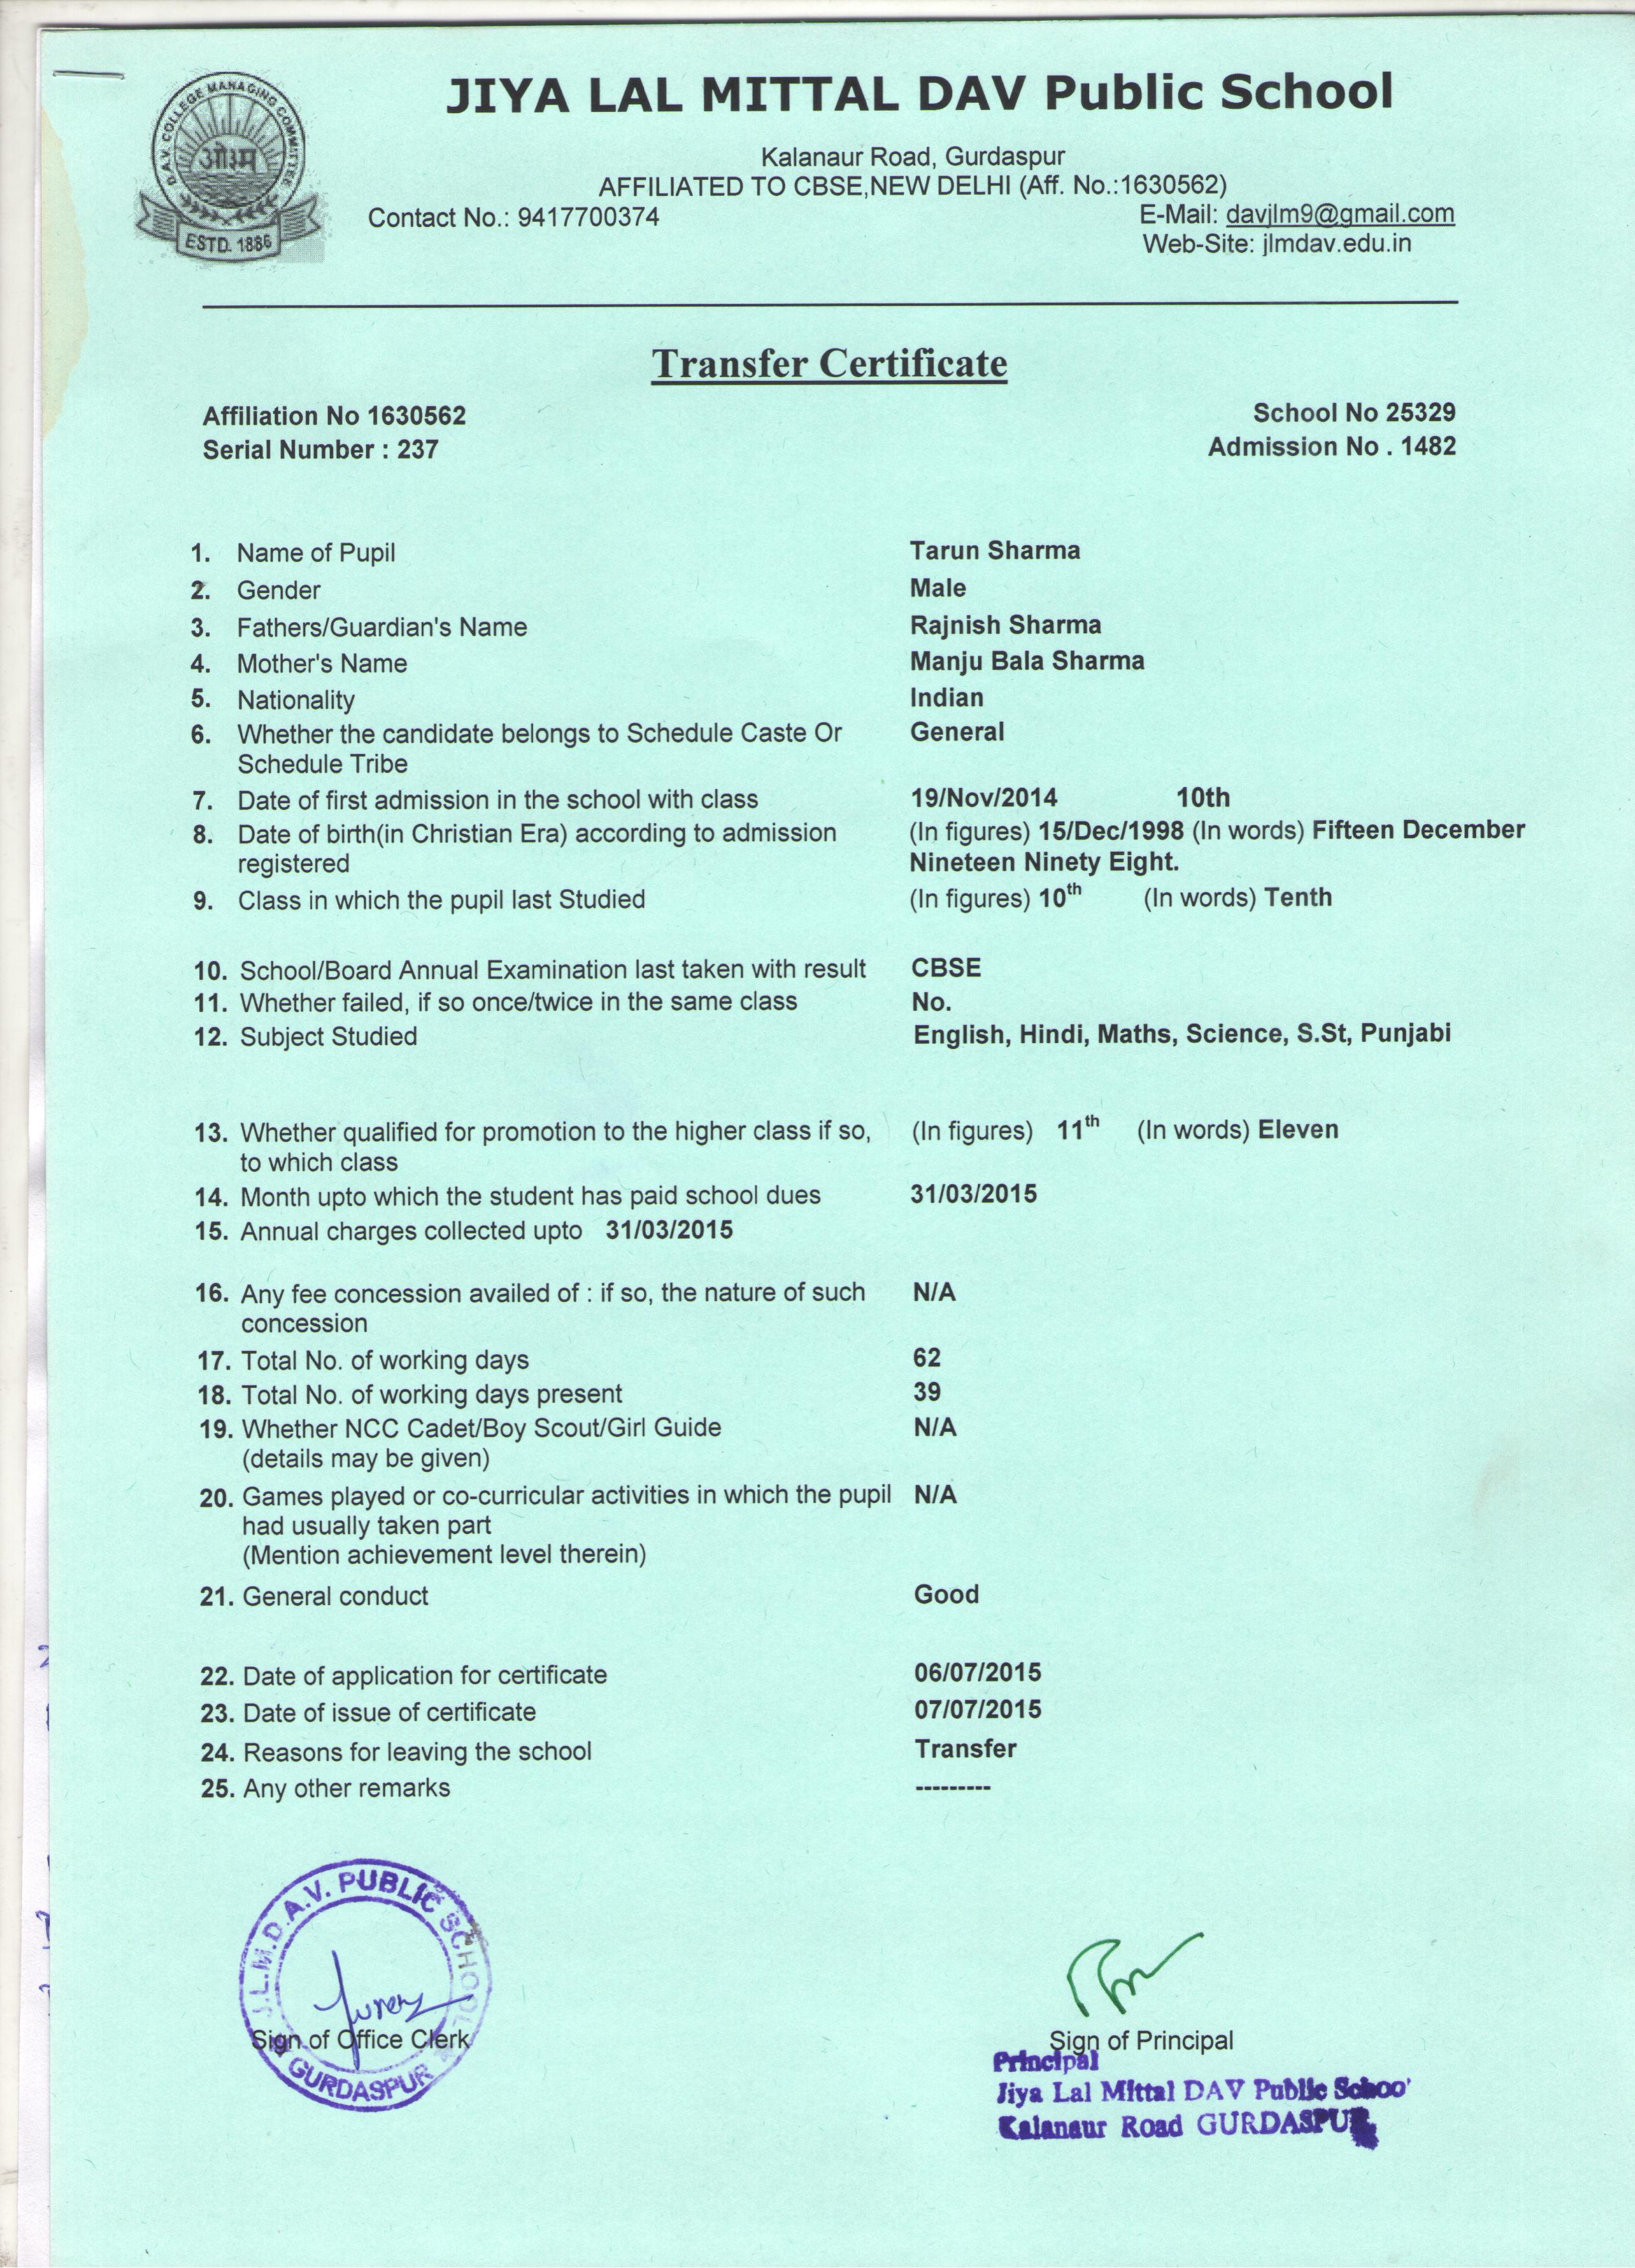 JIYA LAL MITTAL DAV Public School
D.A.V. COLLEGE MANAGING COMMITTEE
ओ३म
ESTD. 1886
Kalanaur Road, Gurdaspur
AFFILIATED TO CBSE,NEW DELHI (Aff. No.:1630562)
Contact No.: 9417700374 E-Mail: davjlm9@gmail.com
Web-Site: jlmdav.edu.in
Transfer Certificate
Affiliation No 1630562 School No 25329
Serial Number : 237 Admission No . 1482
1. Name of Pupil Tarun Sharma
2. Gender Male
3. Fathers/Guardian's Name Rajnish Sharma
4. Mother's Name Manju Bala Sharma
5. Nationality Indian
6. Whether the candidate belongs to Schedule Caste Or General
Schedule Tribe
7. Date of first admission in the school with class 19/Nov/2014 10th
8. Date of birth(in Christian Era) according to admission (In figures) 15/Dec/1998 (In words) Fifteen December
registered Nineteen Ninety Eight.
9. Class in which the pupil last Studied (In figures) 10th (In words) Tenth
10. School/Board Annual Examination last taken with result CBSE
11. Whether failed, if so once/twice in the same class No.
12. Subject Studied English, Hindi, Maths, Science, S.St, Punjabi
13. Whether qualified for promotion to the higher class if so, (In figures) 11th (In words) Eleven
to which class
14. Month upto which the student has paid school dues 31/03/2015
15. Annual charges collected upto 31/03/2015
16. Any fee concession availed of : if so, the nature of such N/A
concession
17. Total No. of working days 62
18. Total No. of working days present 39
19. Whether NCC Cadet/Boy Scout/Girl Guide N/A
(details may be given)
20. Games played or co-curricular activities in which the pupil N/A
had usually taken part
(Mention achievement level therein)
21. General conduct Good
22. Date of application for certificate 06/07/2015
23. Date of issue of certificate 07/07/2015
24. Reasons for leaving the school Transfer
25. Any other remarks ---------
J.L.M.D.A.V. PUBLIC SCHOOL
GURDASPUR
Sign of Office Clerk Sign of Principal
Principal
Jiya Lal Mittal DAV Public Schoo
Kalanaur Road GURDASPUR